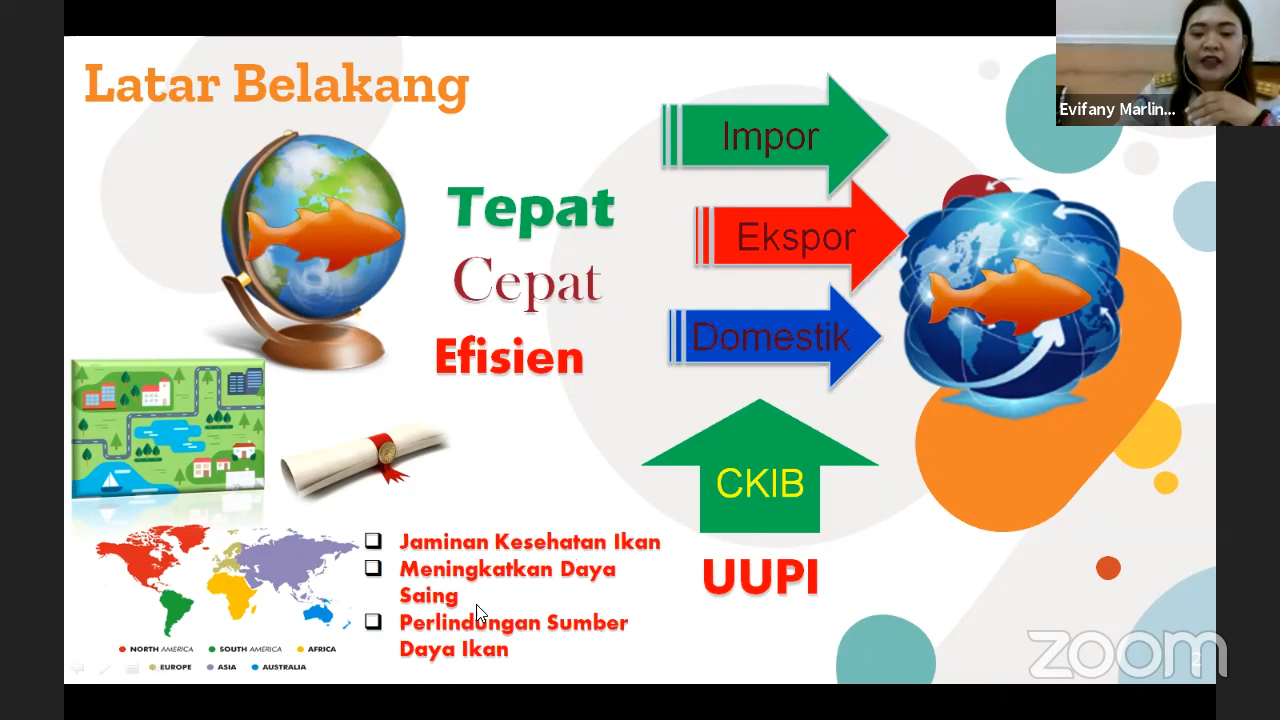 Latar Belakang
Evifany Marlin...
Tepat
Cepat
Efisien
Impor
Ekspor
Domestik
CKIB
UUPI
Jaminan Kesehatan Ikan
Meningkatkan Daya
Saing
Perlindungan Sumber
Daya Ikan
NORTH AMERICA SOUTH AMERICA AFRICA
EUROPE ASIA AUSTRALIA
zoom
2